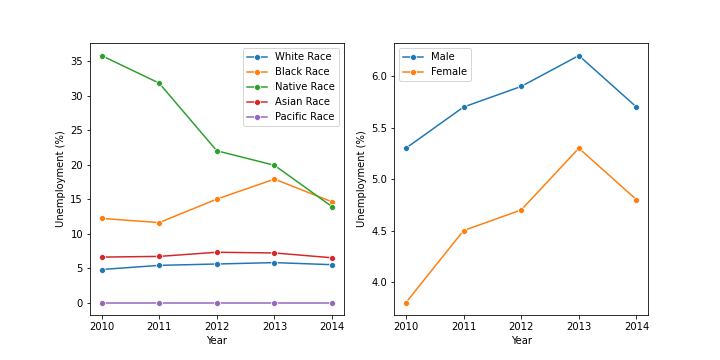 White Race
Black Race
Native Race
Asian Race
Pacific Race
35
30
25
20
15
10
5
0
Unemployment (%)
2010 2011 2012 2013 2014
Year
Male
Female
6.0
5.5
5.0
4.5
4.0
Unemployment (%)
2010 2011 2012 2013 2014
Year